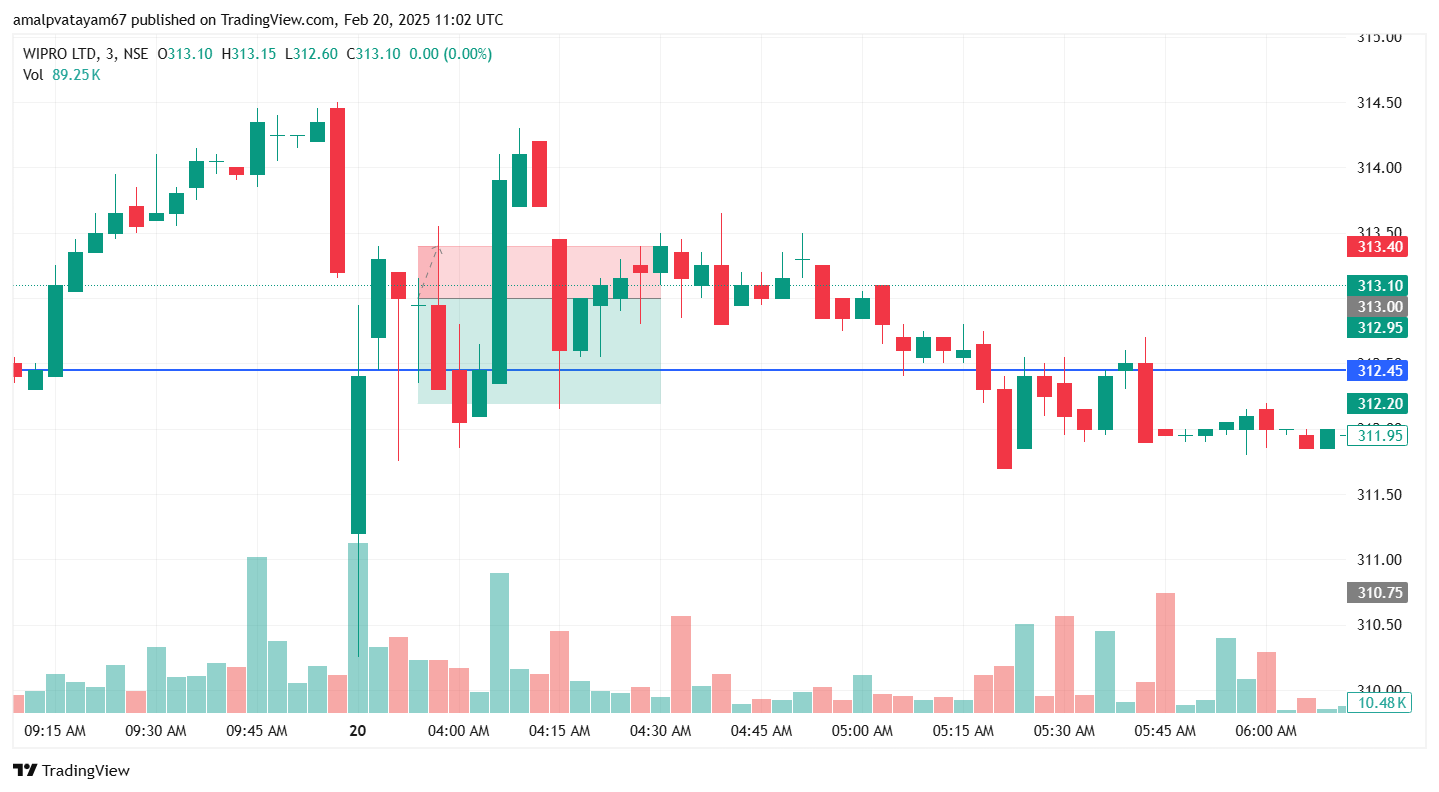 amalpvatayam67 published on TradingView.com, Feb 20, 2025 11:02 UTC
WIPRO LTD, 3, NSE O313.10 H313.15 L312.60 C313.10 0.00 (0.00%)
Vol 89.25K
315.00
314.50
314.00
313.50
313.40
313.10
313.00
312.95
312.45
312.20
311.95
311.50
311.00
310.75
310.50
310.00
10.48K
09:15 AM 09:30 AM 09:45 AM 20 04:00 AM 04:15 AM 04:30 AM 04:45 AM 05:00 AM 05:15 AM 05:30 AM 05:45 AM 06:00 AM
TradingView